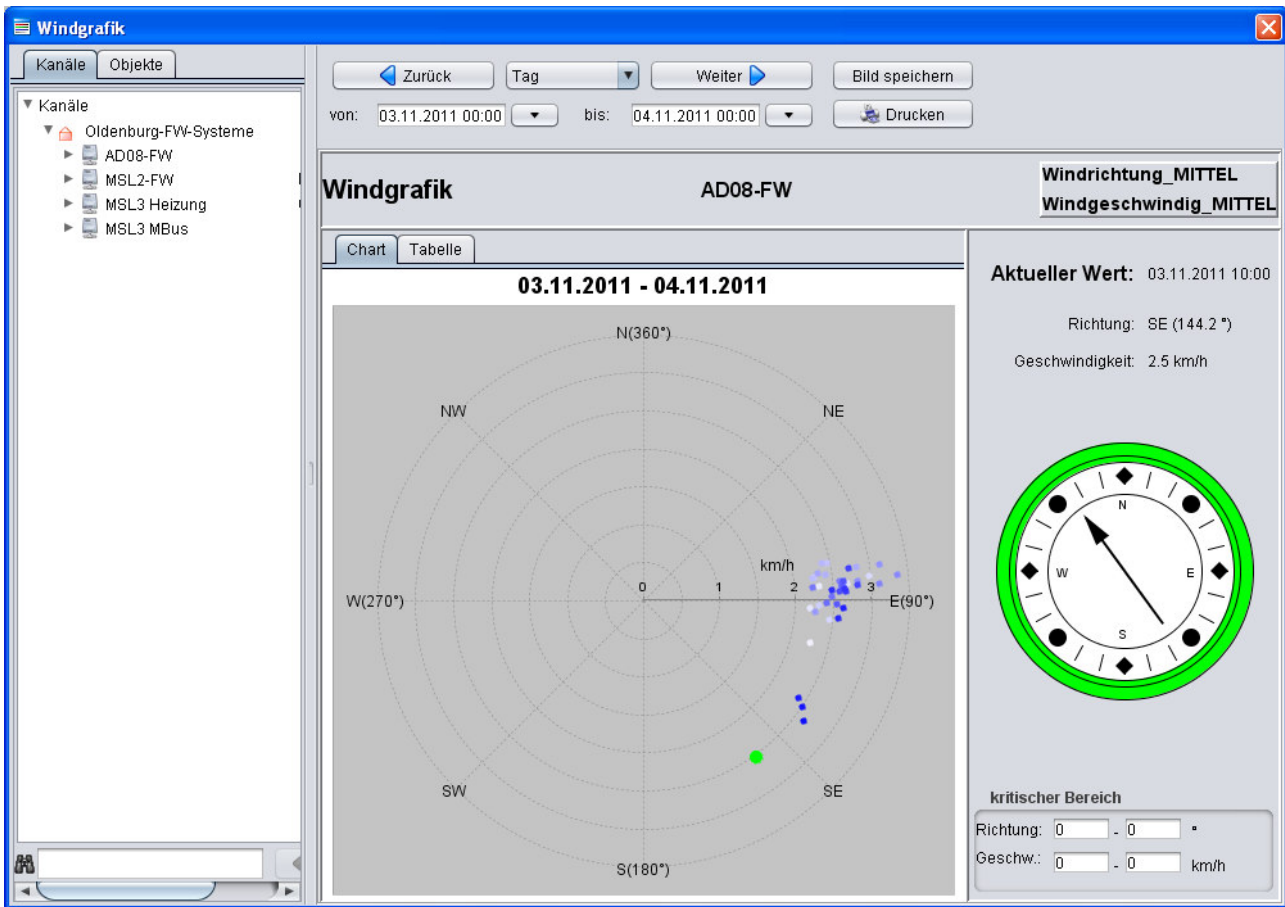 Windgrafik
Kanäle Objekte
Kanäle
Oldenburg-FW-Systeme
AD08-FW
MSL2-FW
MSL3 Heizung
MSL3 MBus
Zurück Tag Weiter Bild speichern
von: 03.11.2011 00:00 bis: 04.11.2011 00:00 Drucken
Windgrafik AD08-FW
Windrichtung_MITTEL
Windgeschwindig_MITTEL
Chart Tabelle
03.11.2011 - 04.11.2011
N(360°)
NW NE
km/h
0 1 2 3
W(270°) E(90°)
SW SE
S(180°)
Aktueller Wert: 03.11.2011 10:00
Richtung: SE (144.2 °)
Geschwindigkeit: 2.5 km/h
N
W E
S
kritischer Bereich
Richtung: 0 - 0 °
Geschw.: 0 - 0 km/h